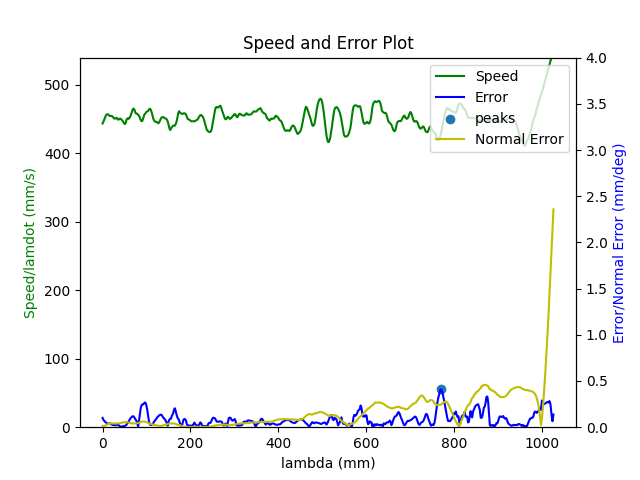 Speed and Error Plot
Speed
Error
peaks
Normal Error
Speed/lamdot (mm/s)
500
400
300
200
100
0
4.0
3.5
3.0
2.5
2.0
1.5
1.0
0.5
0.0
Error/Normal Error (mm/deg)
0 200 400 600 800 1000
lambda (mm)